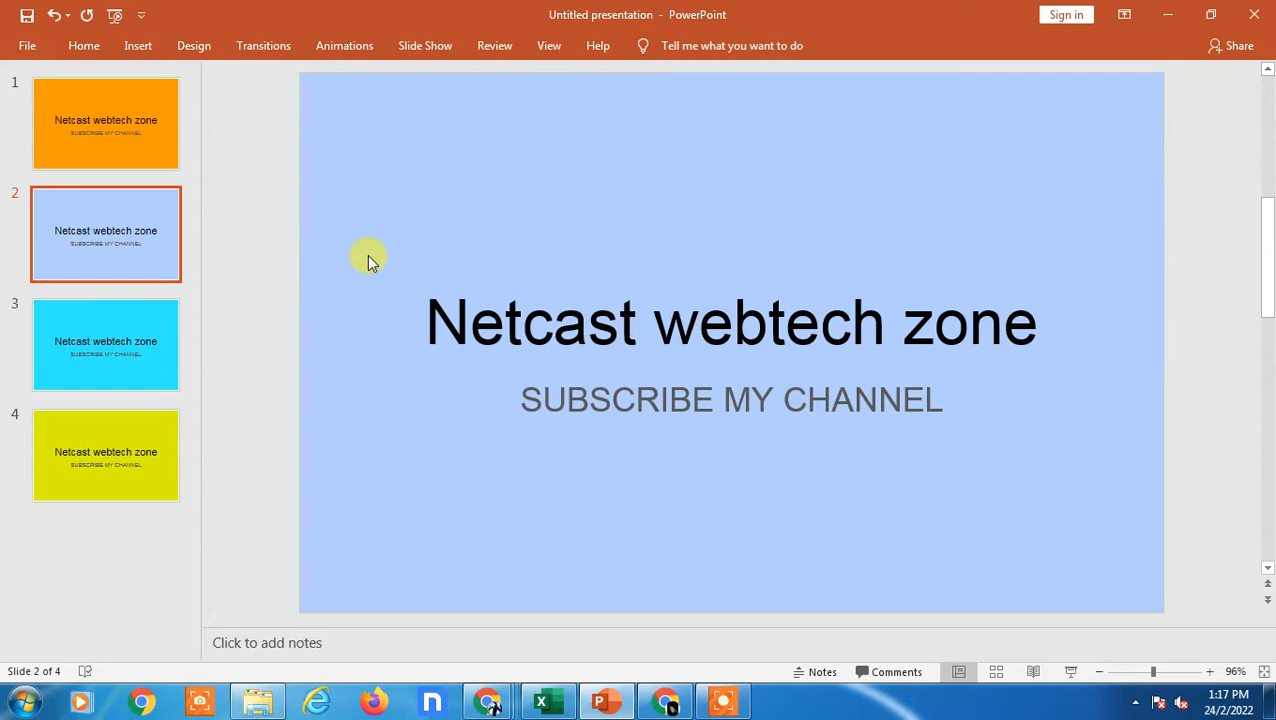 Untitled presentation - PowerPoint
Sign in
File Home Insert Design Transitions Animations Slide Show Review View Help Tell me what you want to do Share
1
Netcast webtech zone
SUBSCRIBE MY CHANNEL
2
Netcast webtech zone
SUBSCRIBE MY CHANNEL
3
Netcast webtech zone
SUBSCRIBE MY CHANNEL
4
Netcast webtech zone
SUBSCRIBE MY CHANNEL
Netcast webtech zone
SUBSCRIBE MY CHANNEL
Click to add notes
Slide 2 of 4
Notes Comments 96%
1:17 PM
24/2/2022